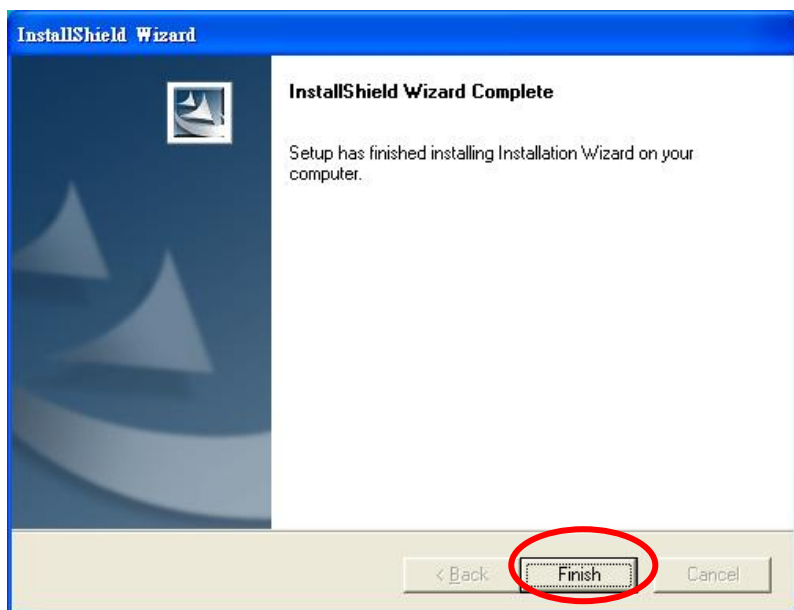 InstallShield Wizard
InstallShield Wizard Complete
Setup has finished installing Installation Wizard on your
computer.
< Back
Finish
Cancel